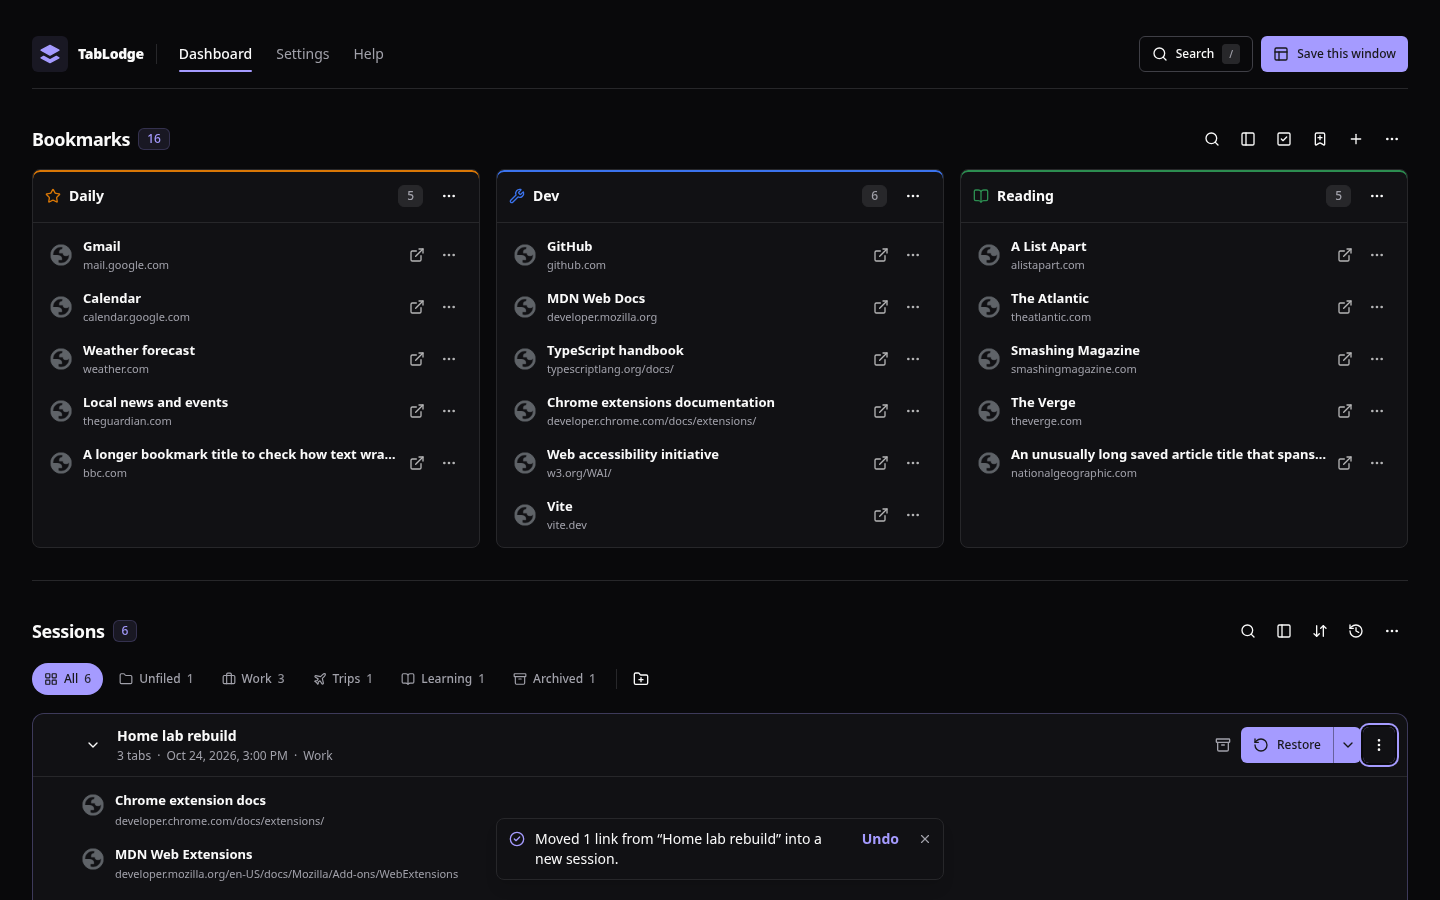 TabLodge
Dashboard
Settings
Help
Search /
Save this window
Bookmarks 16
Daily 5
Gmail
mail.google.com
Calendar
calendar.google.com
Weather forecast
weather.com
Local news and events
theguardian.com
A longer bookmark title to check how text wra...
bbc.com
Dev 6
GitHub
github.com
MDN Web Docs
developer.mozilla.org
TypeScript handbook
typescriptlang.org/docs/
Chrome extensions documentation
developer.chrome.com/docs/extensions/
Web accessibility initiative
w3.org/WAI/
Vite
vite.dev
Reading 5
A List Apart
alistapart.com
The Atlantic
theatlantic.com
Smashing Magazine
smashingmagazine.com
The Verge
theverge.com
An unusually long saved article title that spans...
nationalgeographic.com
Sessions 6
All 6
Unfiled 1
Work 3
Trips 1
Learning 1
Archived 1
Home lab rebuild
3 tabs · Oct 24, 2026, 3:00 PM · Work
Restore
Chrome extension docs
developer.chrome.com/docs/extensions/
MDN Web Extensions
developer.mozilla.org/en-US/docs/Mozilla/Add-ons/WebExtensions
Moved 1 link from “Home lab rebuild” into a
new session.
Undo